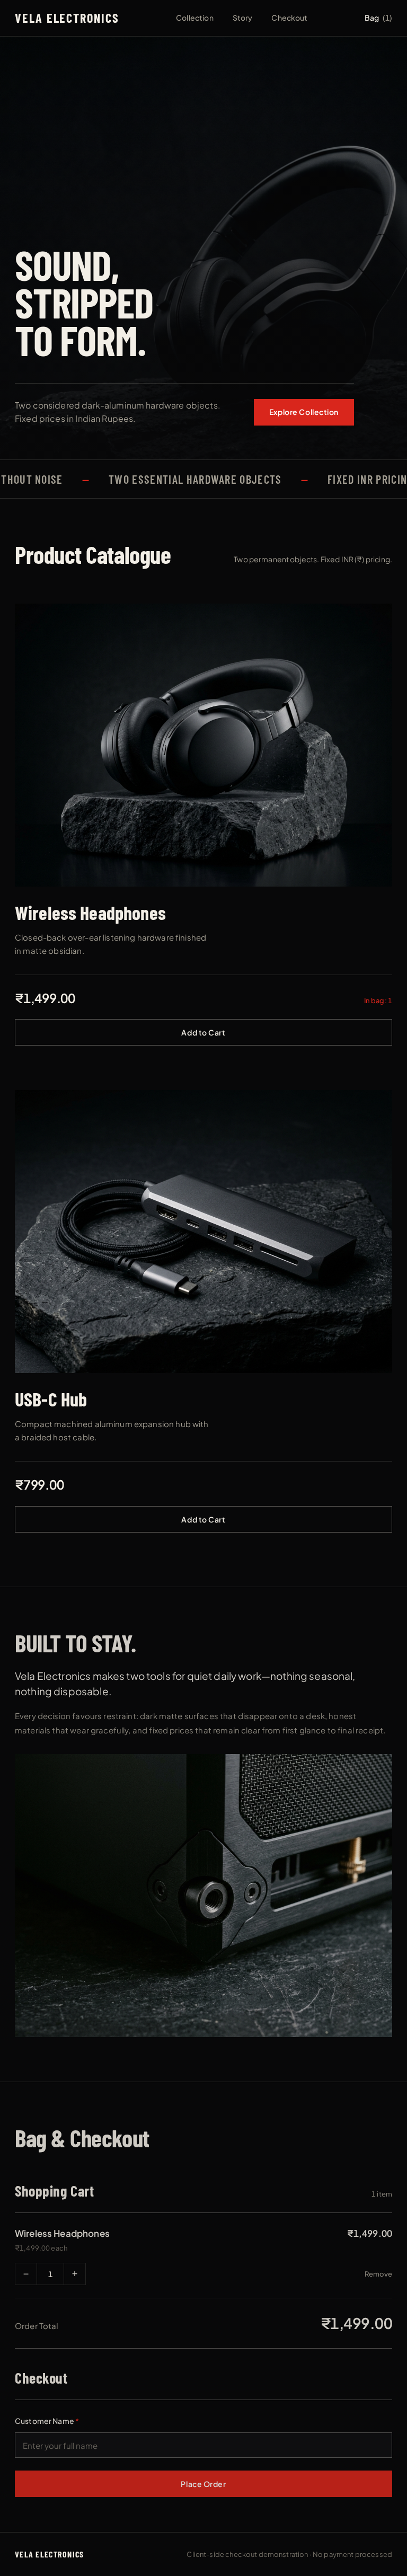 VELA ELECTRONICS
Collection
Story
Checkout
Bag (1)
SOUND,
STRIPPED
TO FORM.
Two considered dark-aluminum hardware objects.
Fixed prices in Indian Rupees.
Explore Collection
THOUT NOISE — TWO ESSENTIAL HARDWARE OBJECTS — FIXED INR PRICIN
Product Catalogue
Two permanent objects. Fixed INR (₹) pricing.
Wireless Headphones
Closed-back over-ear listening hardware finished
in matte obsidian.
₹1,499.00
In bag: 1
Add to Cart
USB-C Hub
Compact machined aluminum expansion hub with
a braided host cable.
₹799.00
Add to Cart
BUILT TO STAY.
Vela Electronics makes two tools for quiet daily work—nothing seasonal,
nothing disposable.
Every decision favours restraint: dark matte surfaces that disappear onto a desk, honest
materials that wear gracefully, and fixed prices that remain clear from first glance to final receipt.
Bag & Checkout
Shopping Cart
1 item
Wireless Headphones
₹1,499.00
₹1,499.00 each
− 1 +
Remove
Order Total
₹1,499.00
Checkout
Customer Name *
Enter your full name
Place Order
VELA ELECTRONICS
Client-side checkout demonstration · No payment processed